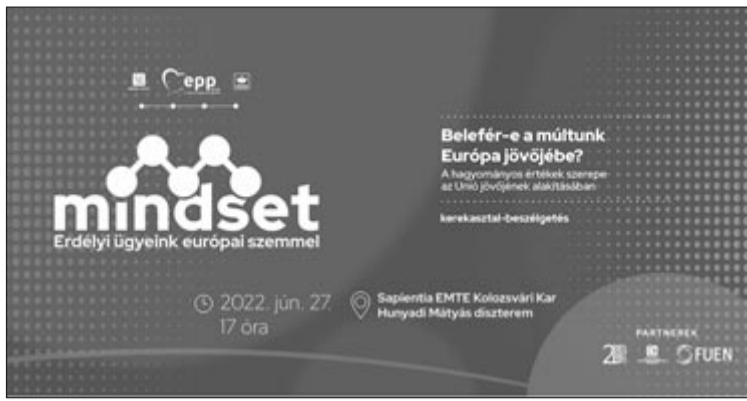 epp
mindset
Erdélyi ügyeink európai szemmel
Belefér-e a múltunk
Európa jövőjébe?
A hagyományos értékek szerepe
az Unió jövőjének alakításában
kerekasztal-beszélgetés
2022. jún. 27.
17 óra
Sapientia EMTE Kolozsvári Kar
Hunyadi Mátyás díszterem
PARTNEREK
FUEN